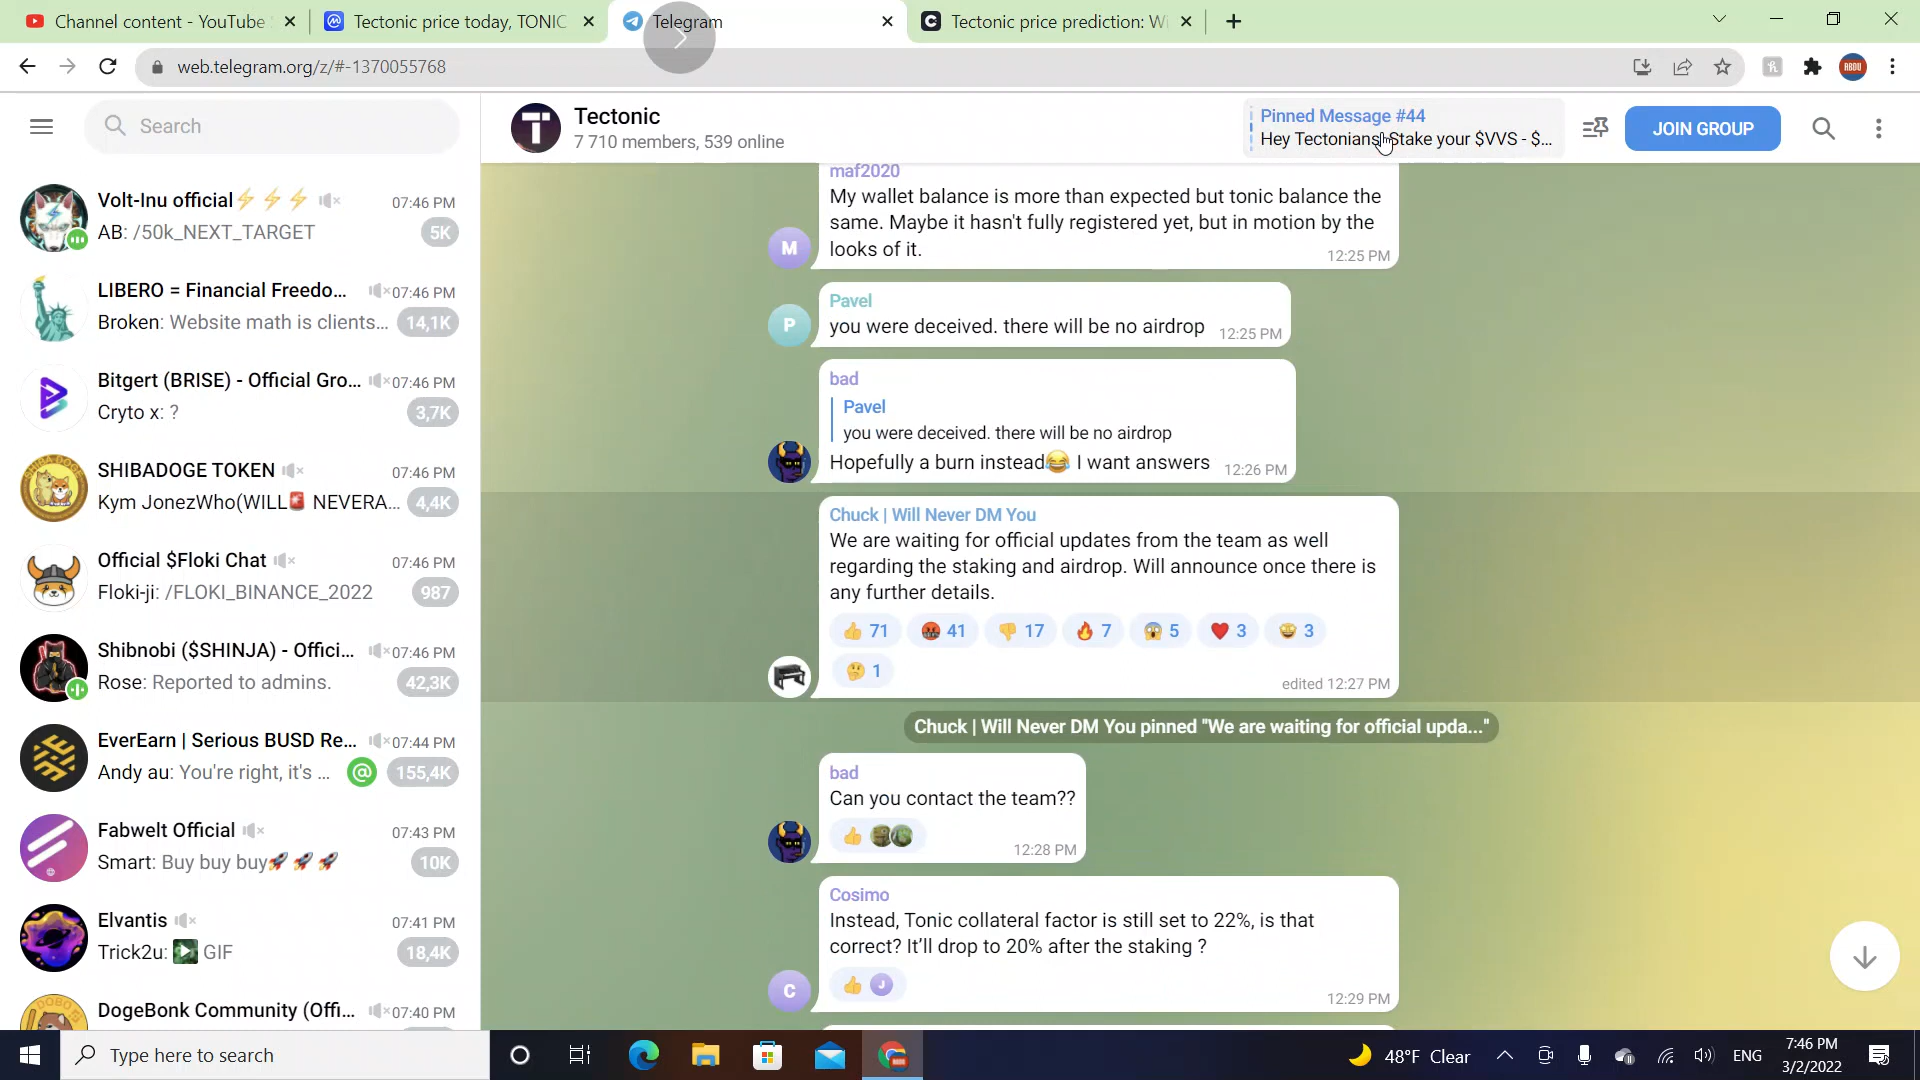 Channel content - YouTube
Tectonic price today, TONIC
Telegram
Tectonic price prediction: Wi
web.telegram.org/z/#-1370055768
ABDU
Search
Volt-Inu official⚡⚡⚡ 07:46 PM
AB: /50k_NEXT_TARGET 5K
LIBERO = Financial Freedo... 07:46 PM
Broken: Website math is clients... 14,1K
Bitgert (BRISE) - Official Gro... 07:46 PM
Cryto x: ? 3,7K
SHIBADOGE TOKEN 07:46 PM
Kym JonezWho(WILL🚨 NEVERA... 4,4K
Official $Floki Chat 07:46 PM
Floki-ji: /FLOKI_BINANCE_2022 987
Shibnobi ($SHINJA) - Offici... 07:46 PM
Rose: Reported to admins. 42,3K
EverEarn | Serious BUSD Re... 07:44 PM
Andy au: You're right, it's ... @ 155,4K
Fabwelt Official 07:43 PM
Smart: Buy buy buy🚀🚀🚀 10K
Elvantis 07:41 PM
Trick2u: GIF 18,4K
DogeBonk Community (Offi... 07:40 PM
Tectonic
7 710 members, 539 online
Pinned Message #44
Hey Tectonians! Stake your $VVS - $...
JOIN GROUP
maf2020
My wallet balance is more than expected but tonic balance the
same. Maybe it hasn't fully registered yet, but in motion by the
looks of it. 12:25 PM
M
Pavel
you were deceived. there will be no airdrop 12:25 PM
P
bad
Pavel
you were deceived. there will be no airdrop
Hopefully a burn instead😂 I want answers 12:26 PM
Chuck | Will Never DM You
We are waiting for official updates from the team as well
regarding the staking and airdrop. Will announce once there is
any further details.
👍 71 🤬 41 👎 17 🔥 7 😱 5 ❤️ 3 🤩 3
🤔 1
edited 12:27 PM
Chuck | Will Never DM You pinned "We are waiting for official upda..."
bad
Can you contact the team??
👍
12:28 PM
Cosimo
Instead, Tonic collateral factor is still set to 22%, is that
correct? It'll drop to 20% after the staking ?
👍 J
12:29 PM
C
Type here to search
48°F Clear
ENG
7:46 PM
3/2/2022